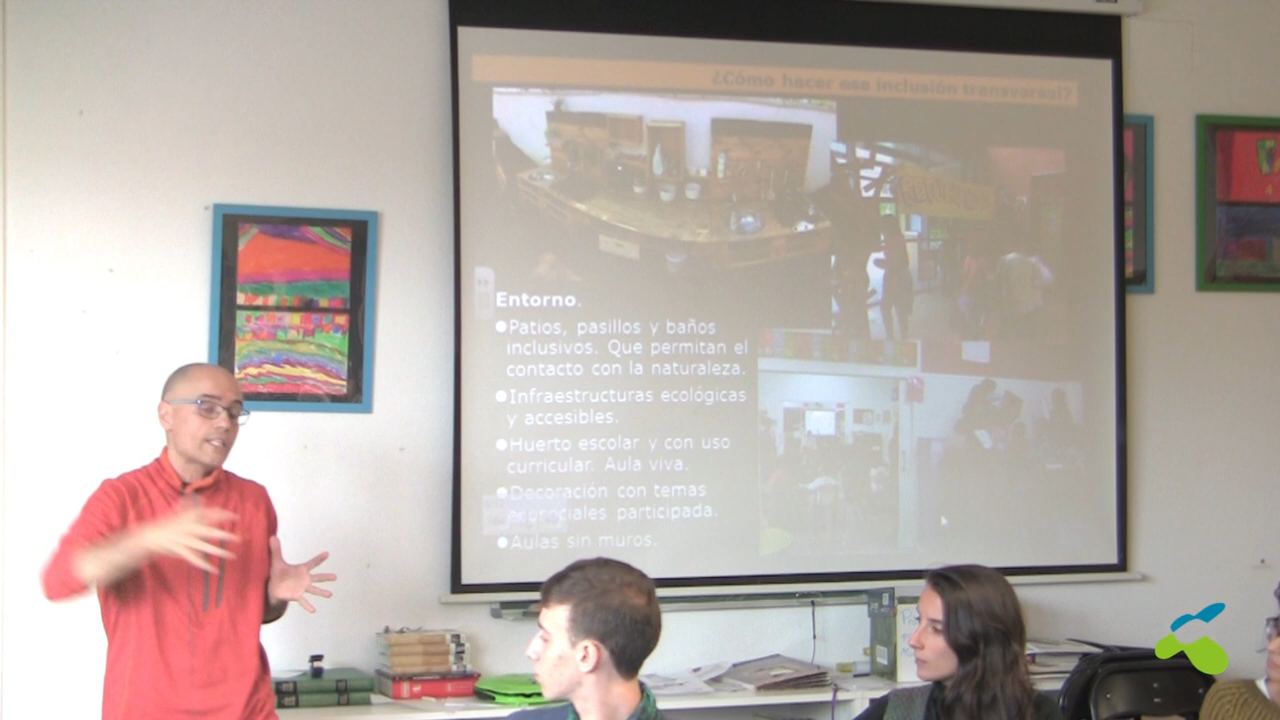 ¿Cómo hacer esa inclusión transversal?
Entorno.
●Patios, pasillos y baños
inclusivos. Que permitan el
contacto con la naturaleza.
●Infraestructuras ecológicas
y accesibles.
●Huerto escolar y con uso
curricular. Aula viva.
●Decoración con temas
participada.
●Aulas sin muros.